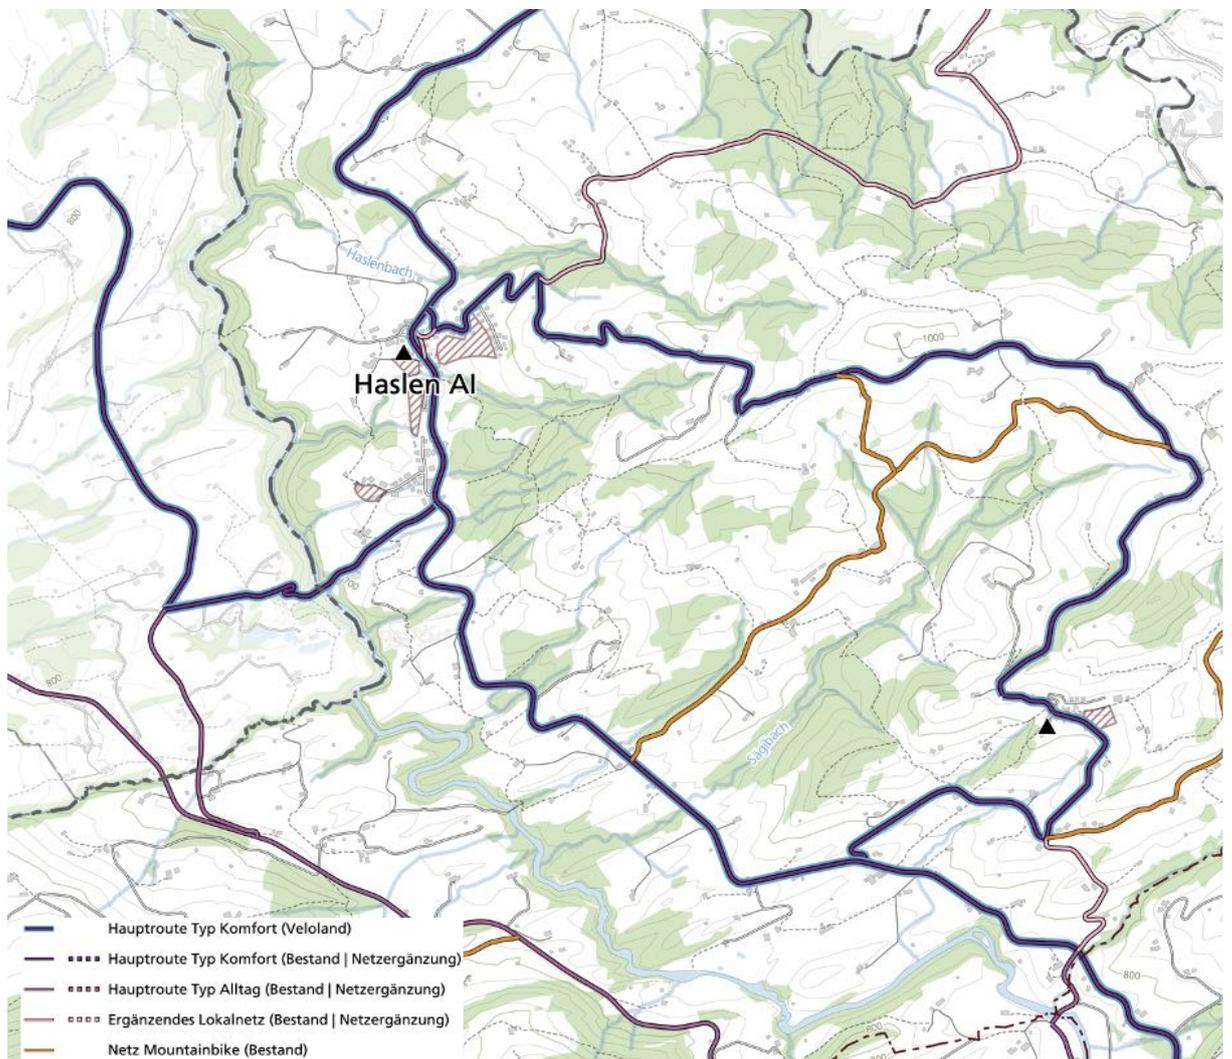 800
Haslenbach
1000
Haslen AI
800
Sägibach
800
800
Hauptroute Typ Komfort (Veloland)
Hauptroute Typ Komfort (Bestand | Netzergänzung)
Hauptroute Typ Alltag (Bestand | Netzergänzung)
Ergänzendes Lokalnetz (Bestand | Netzergänzung)
Netz Mountainbike (Bestand)